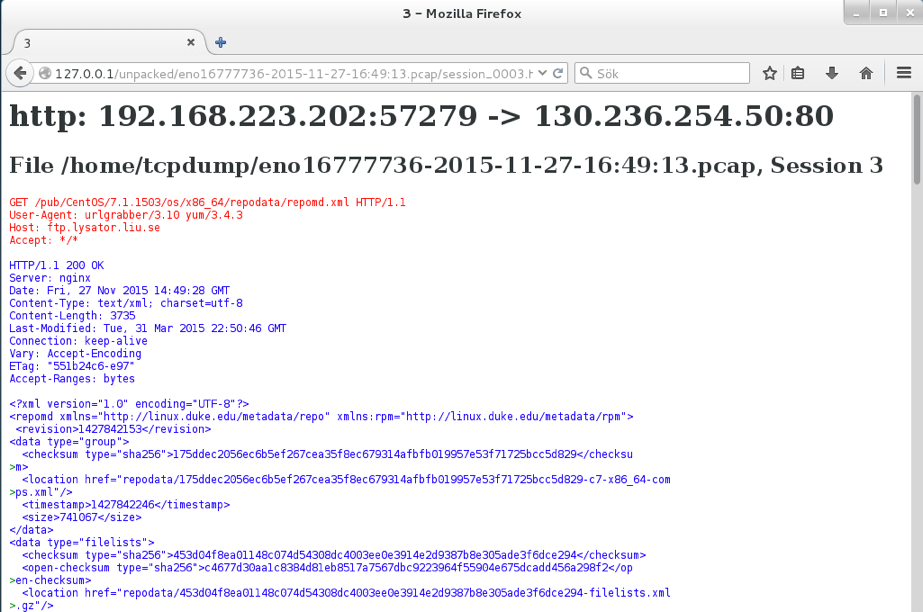 3 - Mozilla Firefox
3
127.0.0.1/unpacked/eno16777736-2015-11-27-16:49:13.pcap/session_0003.h
Sök
http: 192.168.223.202:57279 -> 130.236.254.50:80
File /home/tcpdump/eno16777736-2015-11-27-16:49:13.pcap, Session 3
GET /pub/CentOS/7.1.1503/os/x86_64/repodata/repomd.xml HTTP/1.1
User-Agent: urlgrabber/3.10 yum/3.4.3
Host: ftp.lysator.liu.se
Accept: */*
HTTP/1.1 200 OK
Server: nginx
Date: Fri, 27 Nov 2015 14:49:28 GMT
Content-Type: text/xml; charset=utf-8
Content-Length: 3735
Last-Modified: Tue, 31 Mar 2015 22:50:46 GMT
Connection: keep-alive
Vary: Accept-Encoding
ETag: "551b24c6-e97"
Accept-Ranges: bytes
<?xml version="1.0" encoding="UTF-8"?>
<repomd xmlns="http://linux.duke.edu/metadata/repo" xmlns:rpm="http://linux.duke.edu/metadata/rpm">
<revision>1427842153</revision>
<data type="group">
<checksum type="sha256">175ddec2056ec6b5ef267cea35f8ec679314afbfb019957e53f71725bcc5d829</checksu
>m>
<location href="repodata/175ddec2056ec6b5ef267cea35f8ec679314afbfb019957e53f71725bcc5d829-c7-x86_64-com
>ps.xml"/>
<timestamp>1427842246</timestamp>
<size>741067</size>
</data>
<data type="filelists">
<checksum type="sha256">453d04f8ea01148c074d54308dc4003ee0e3914e2d9387b8e305ade3f6dce294</checksum>
<open-checksum type="sha256">c4677d30aa1c8384d81eb8517a7567dbc9223964f55904e675dcadd456a298f2</op
>en-checksum>
<location href="repodata/453d04f8ea01148c074d54308dc4003ee0e3914e2d9387b8e305ade3f6dce294-filelists.xml
>.gz"/>